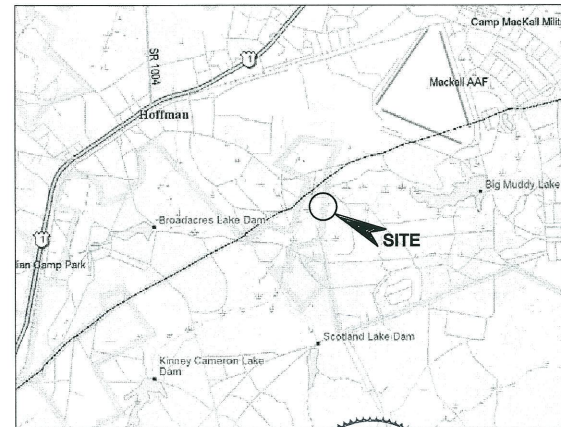 Camp MacKall Milit
1
SR 1004
Mackall AAF
Hoffman
Big Muddy Lake
Broadacres Lake Dam
SITE
1
ian Camp Park
Scotland Lake Dam
Kinney Cameron Lake
Dam